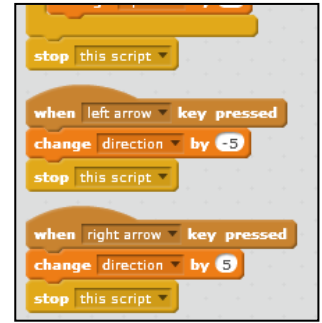 stop this script
when left arrow key pressed
change direction by -5
stop this script
when right arrow key pressed
change direction by 5
stop this script